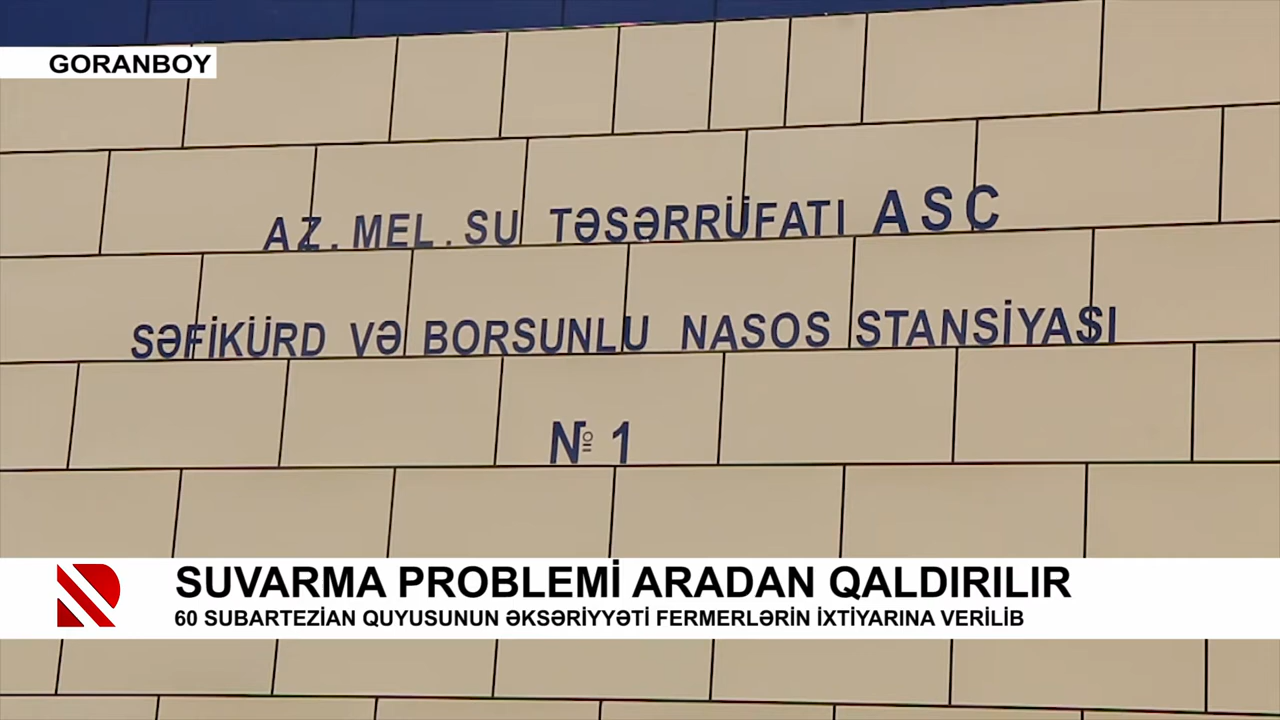 GORANBOY
AZ. MEL. SU TƏSƏRRÜFATI ASC
SƏFİKÜRD VƏ BORSUNLU NASOS STANSİYASI
№ 1
SUVARMA PROBLEMİ ARADAN QALDIRILIR
60 SUBARTEZİAN QUYUSUNUN ƏKSƏRİYYƏTİ FERMERLƏRİN İXTİYARINA VERİLİB